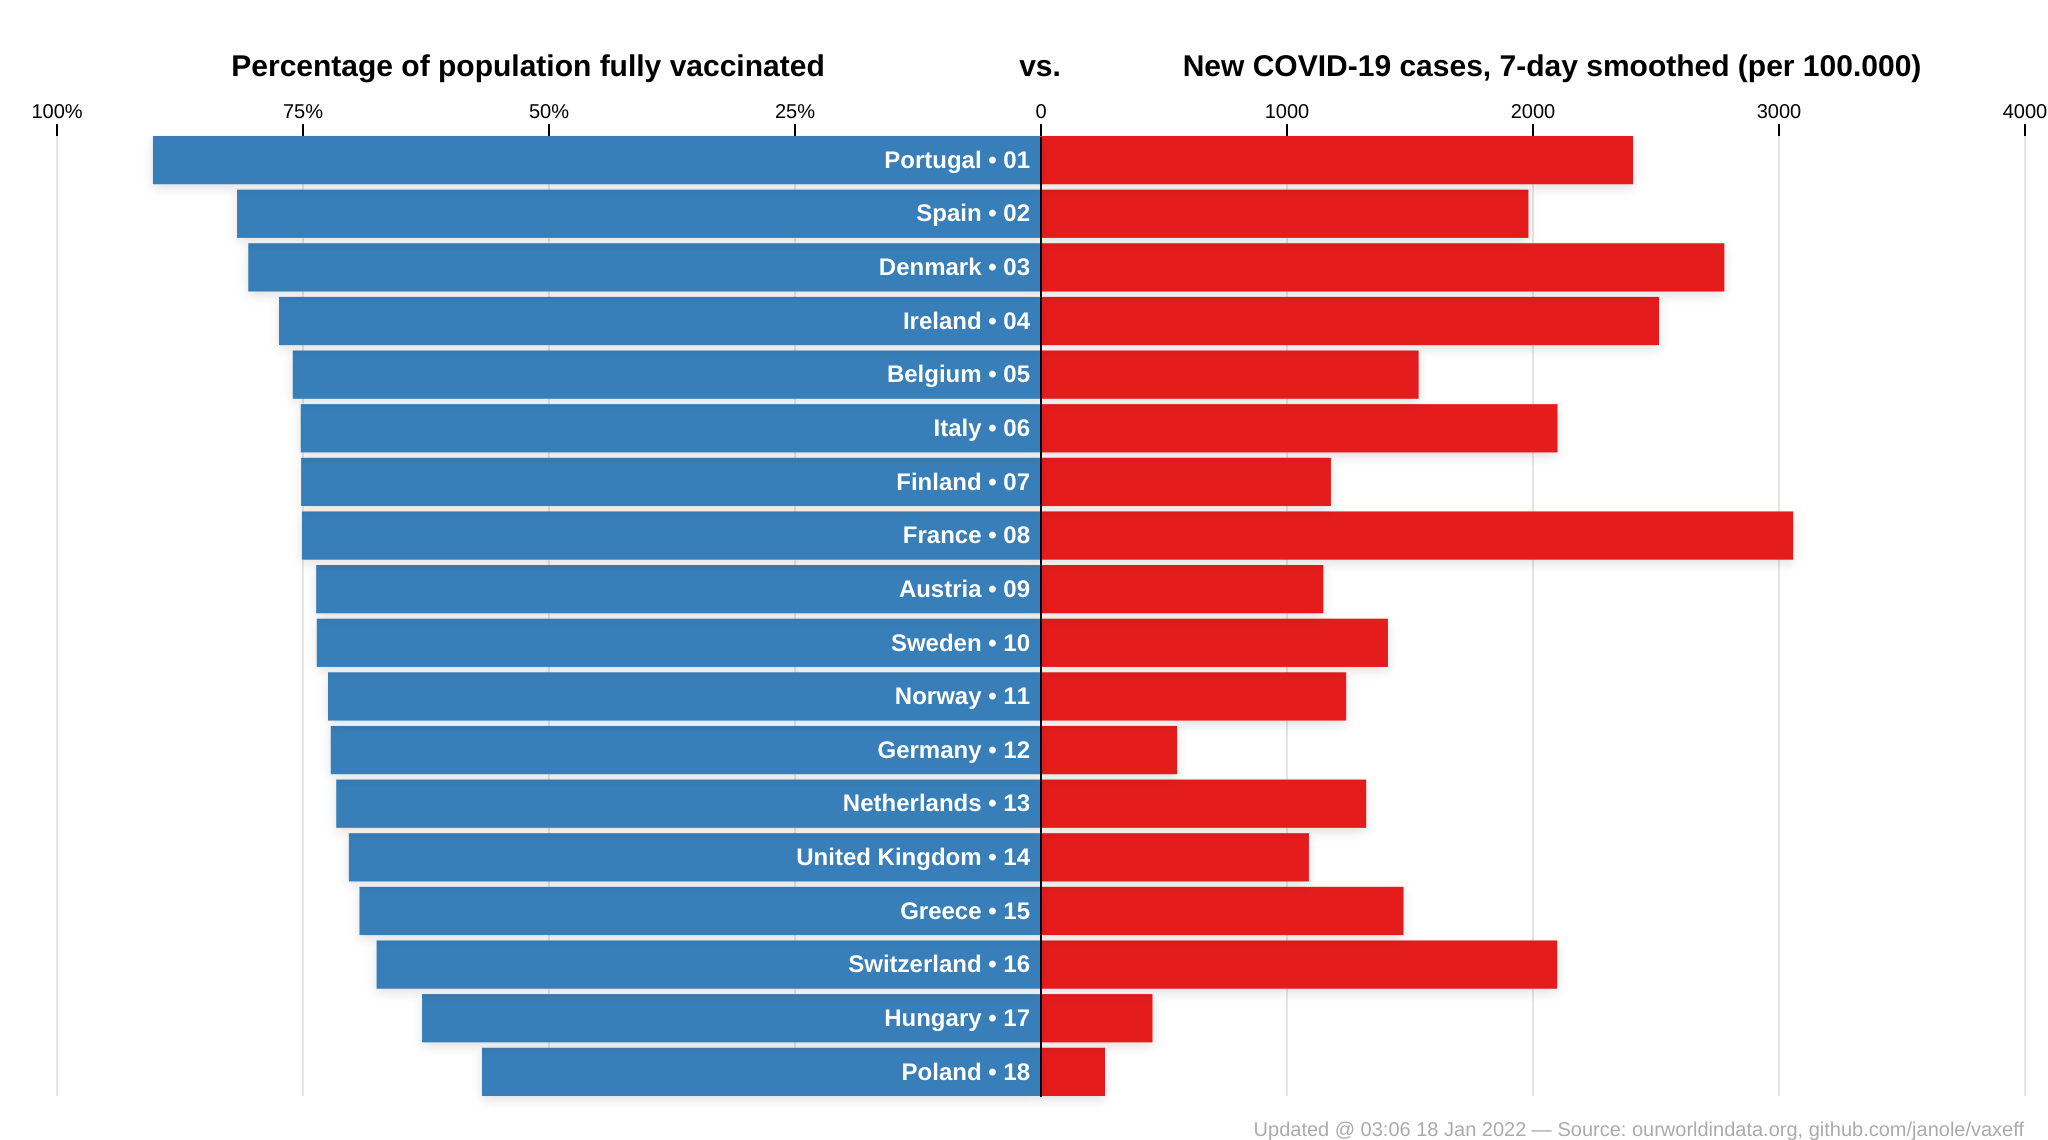 Percentage of population fully vaccinated vs. New COVID-19 cases, 7-day smoothed (per 100.000)
100% 75% 50% 25% 0 1000 2000 3000 4000
Portugal • 01
Spain • 02
Denmark • 03
Ireland • 04
Belgium • 05
Italy • 06
Finland • 07
France • 08
Austria • 09
Sweden • 10
Norway • 11
Germany • 12
Netherlands • 13
United Kingdom • 14
Greece • 15
Switzerland • 16
Hungary • 17
Poland • 18
Updated @ 03:06 18 Jan 2022 — Source: ourworldindata.org, github.com/janole/vaxeff